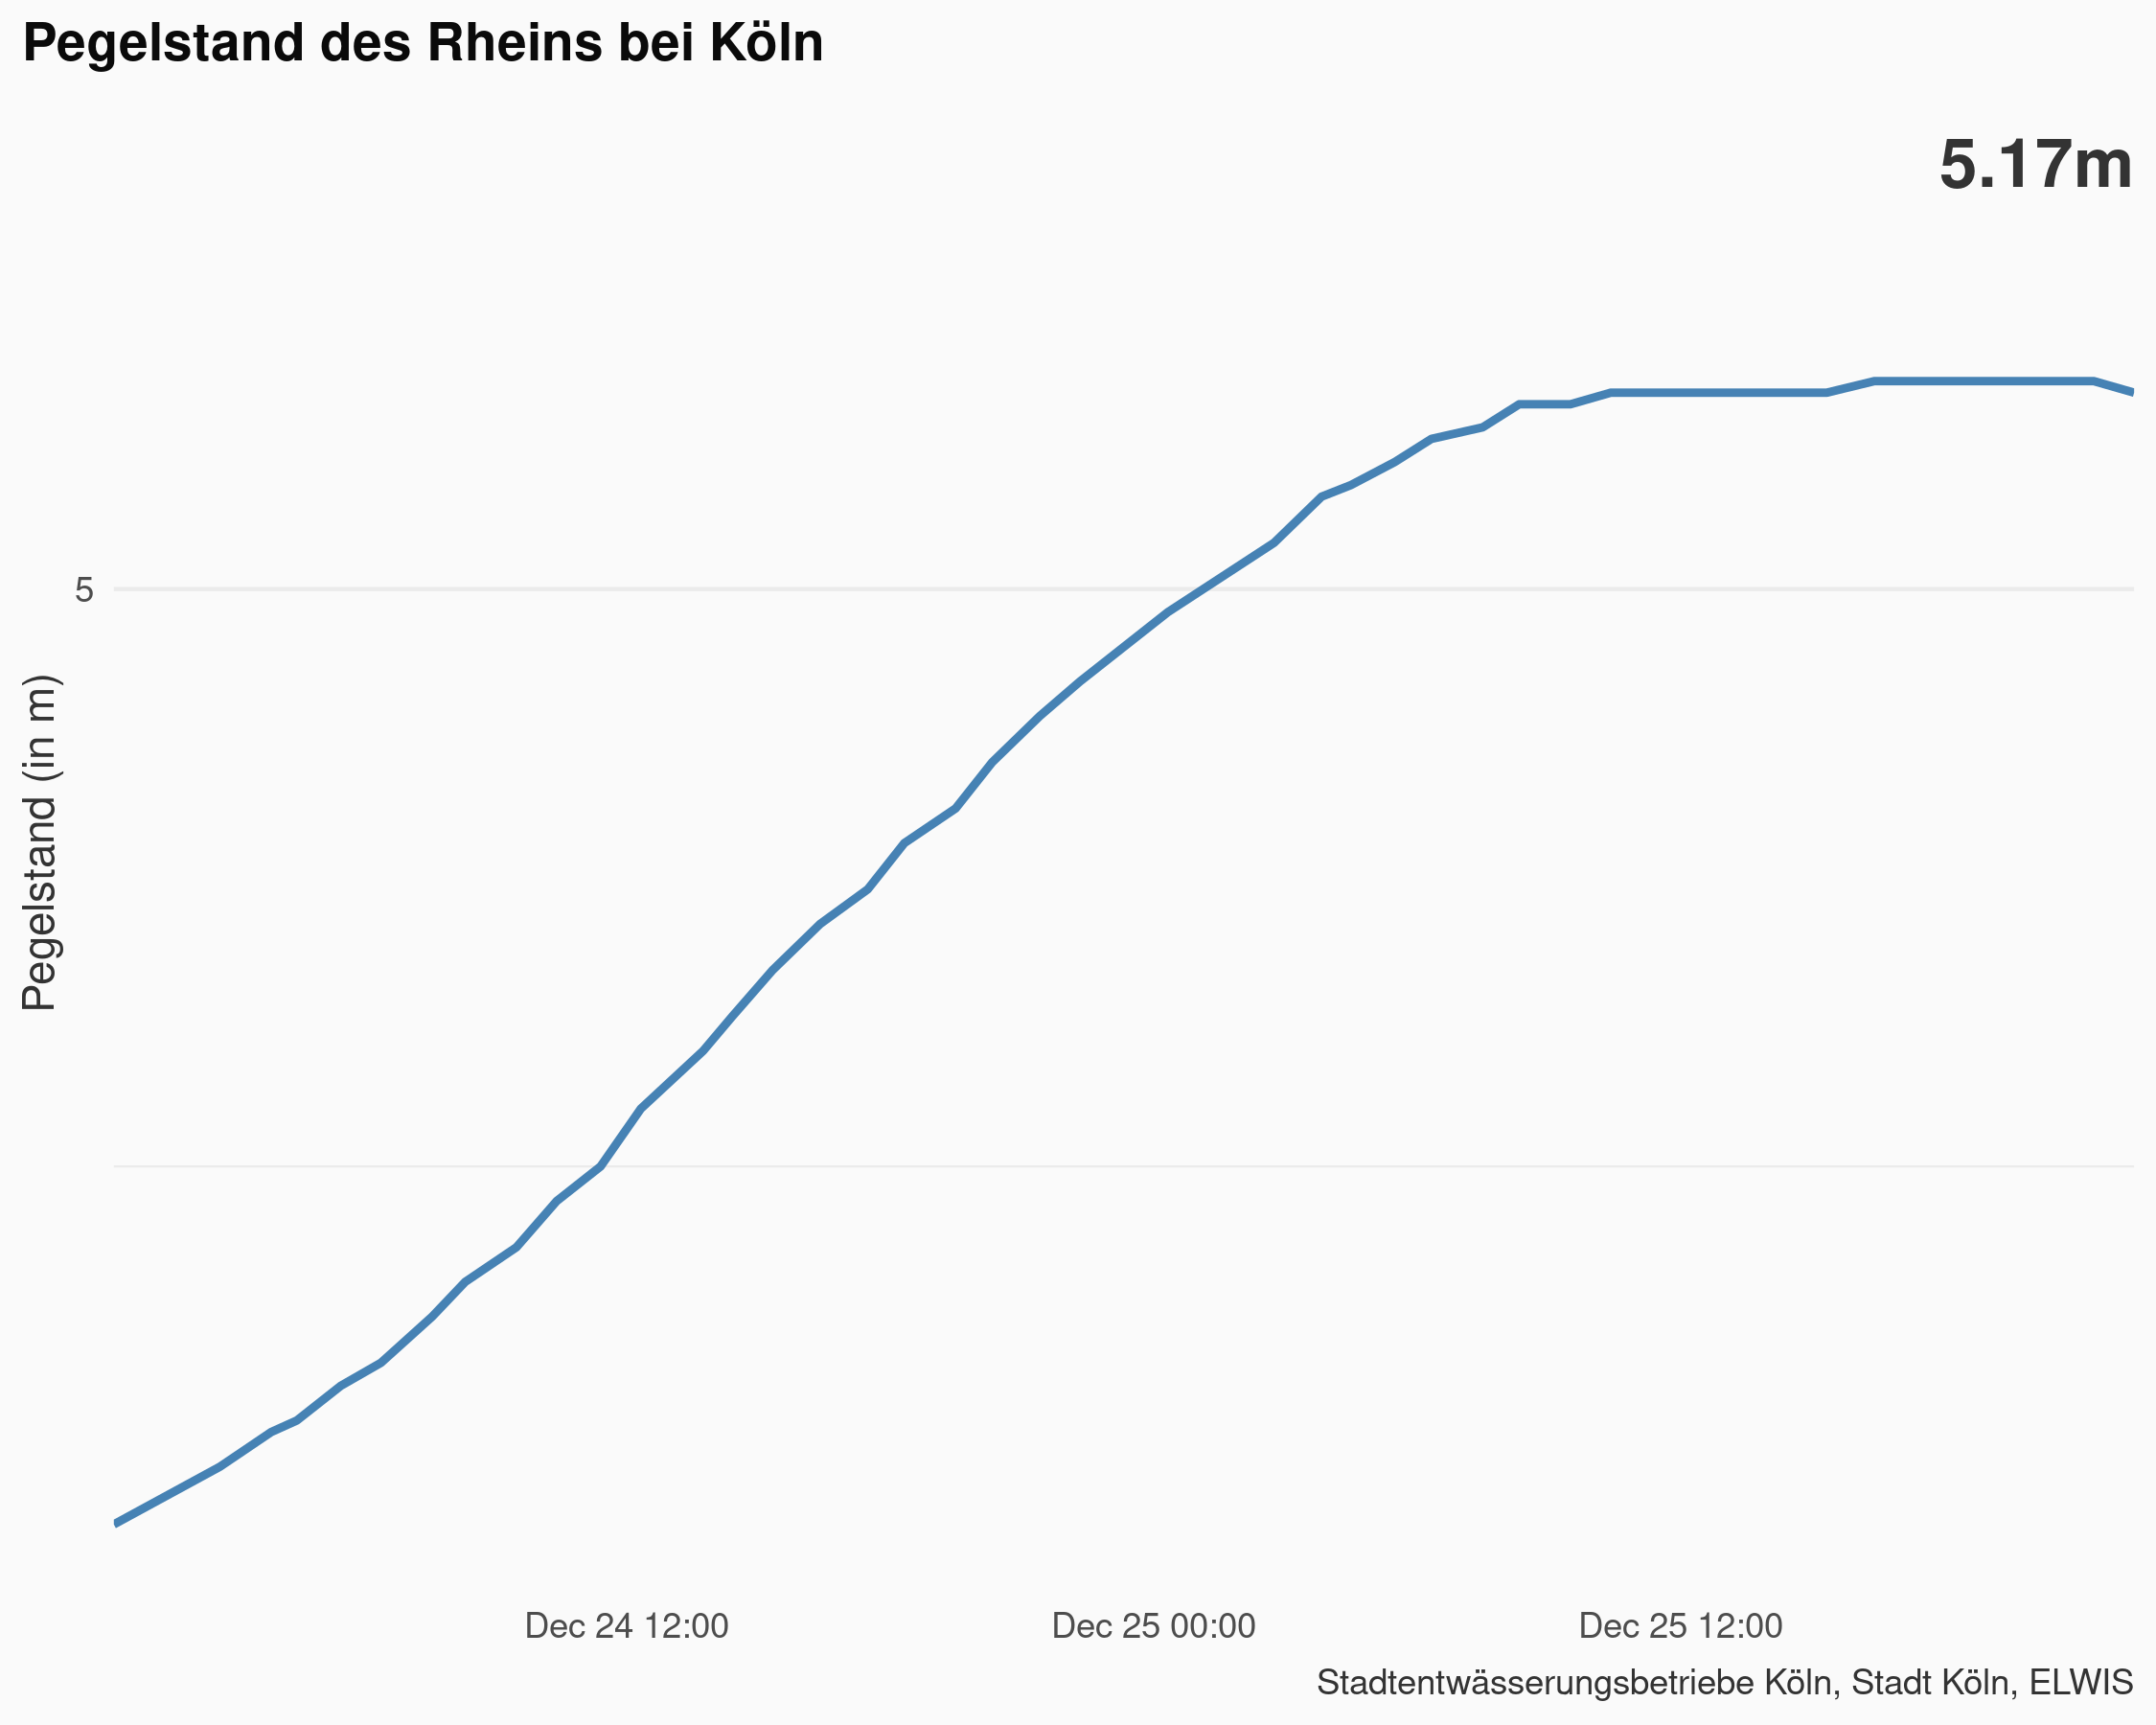 Pegelstand des Rheins bei Köln
5.17m
5
Pegelstand (in m)
Dec 24 12:00
Dec 25 00:00
Dec 25 12:00
Stadtentwässerungsbetriebe Köln, Stadt Köln, ELWIS